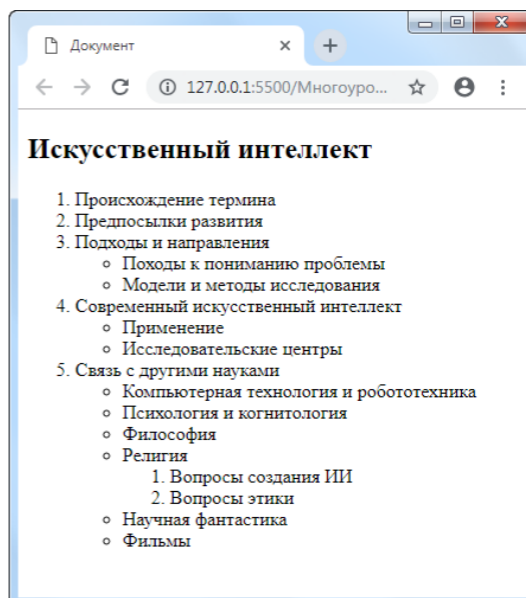 Документ
127.0.0.1:5500/Многоуро...
Искусственный интеллект
1. Происхождение термина
2. Предпосылки развития
3. Подходы и направления
Походы к пониманию проблемы
Модели и методы исследования
4. Современный искусственный интеллект
Применение
Исследовательские центры
5. Связь с другими науками
Компьютерная технология и робототехника
Психология и когнитология
Философия
Религия
1. Вопросы создания ИИ
2. Вопросы этики
Научная фантастика
Фильмы